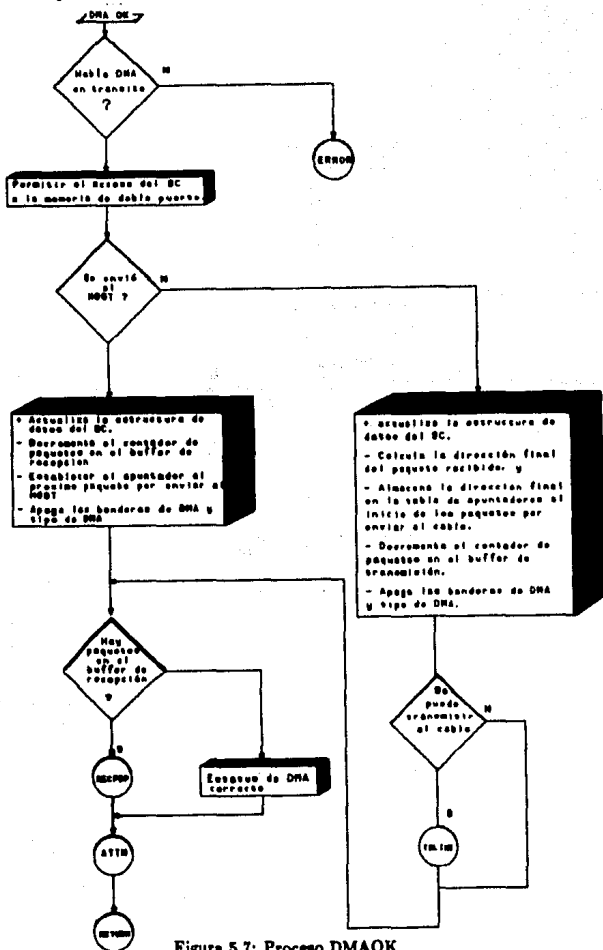 DMA OK
Había DMA
en tránsito
?
N
ERROR
Permitir el Acceso del BC
a la memoria de doble puerto.
Se envió
al
HOST ?
N
+ Actualiza la estructura de
datos del BC.
- Decrementa el contador de
paquetes en el buffer de
recepción
- Establecer el apuntador al
proximo paquete por enviar al
HOST
- Apaga las banderas de DMA y
tipo de DMA
+ actualiza la estructura de
datos del BC.
- Calcula la dirección final
del paquete recibido, y
- Almacena la dirección final
en la tabla de apuntadores al
inicio de los paquetes por
enviar al cable.
- Decrementa el contador de
paquetes en el buffer de
transmisión.
- Apaga las banderas de DMA
y tipo de DMA.
Hay
paquetes
en el
buffer de
recepción
?
S
Estatus de DMA
correcto
ATTN
RETURN
Se
puede
transmitir
al cable
N
S
Figura 5.7: Proceso DMAOK